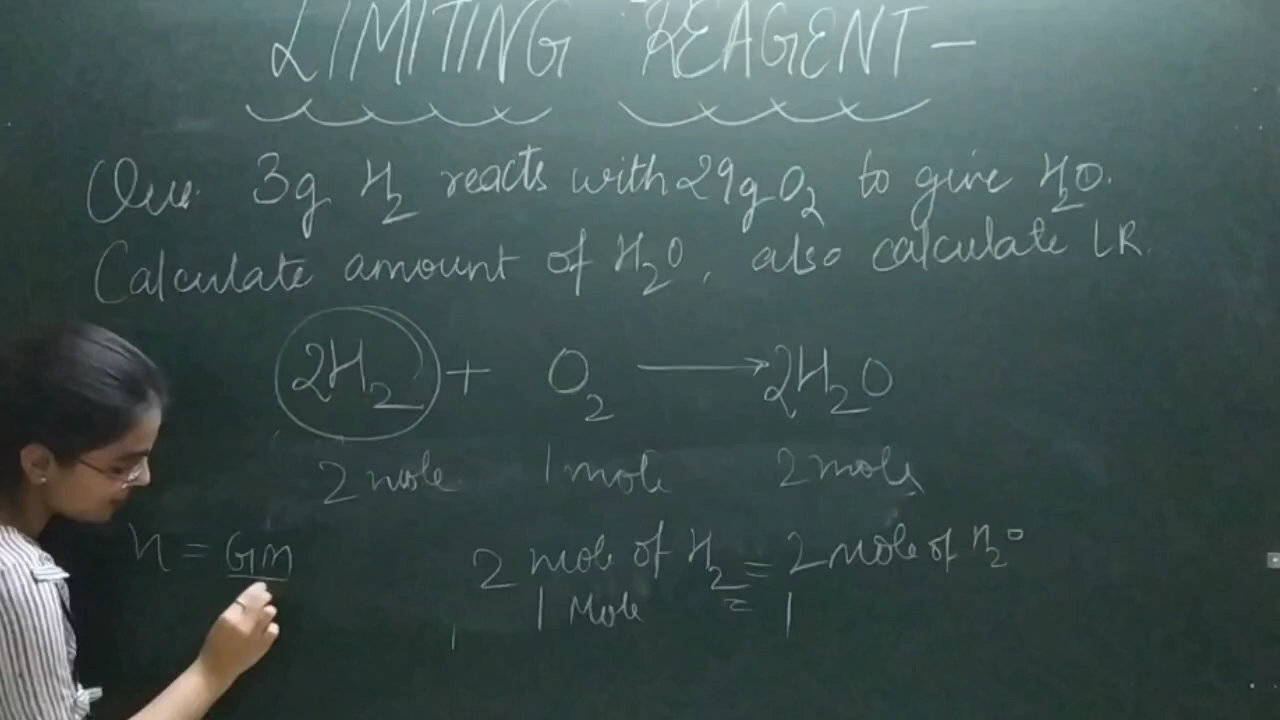 LIMITING REAGENT -
Que. 3g H₂ reacts with 29g O₂ to give H₂O.
Calculate amount of H₂O, also calculate LR.
2H₂ + O₂ → 2H₂O
2 mole 1 mole 2 mole
n = GM
2 mole of H₂ = 2 mole of H₂O
1 Mole = 1